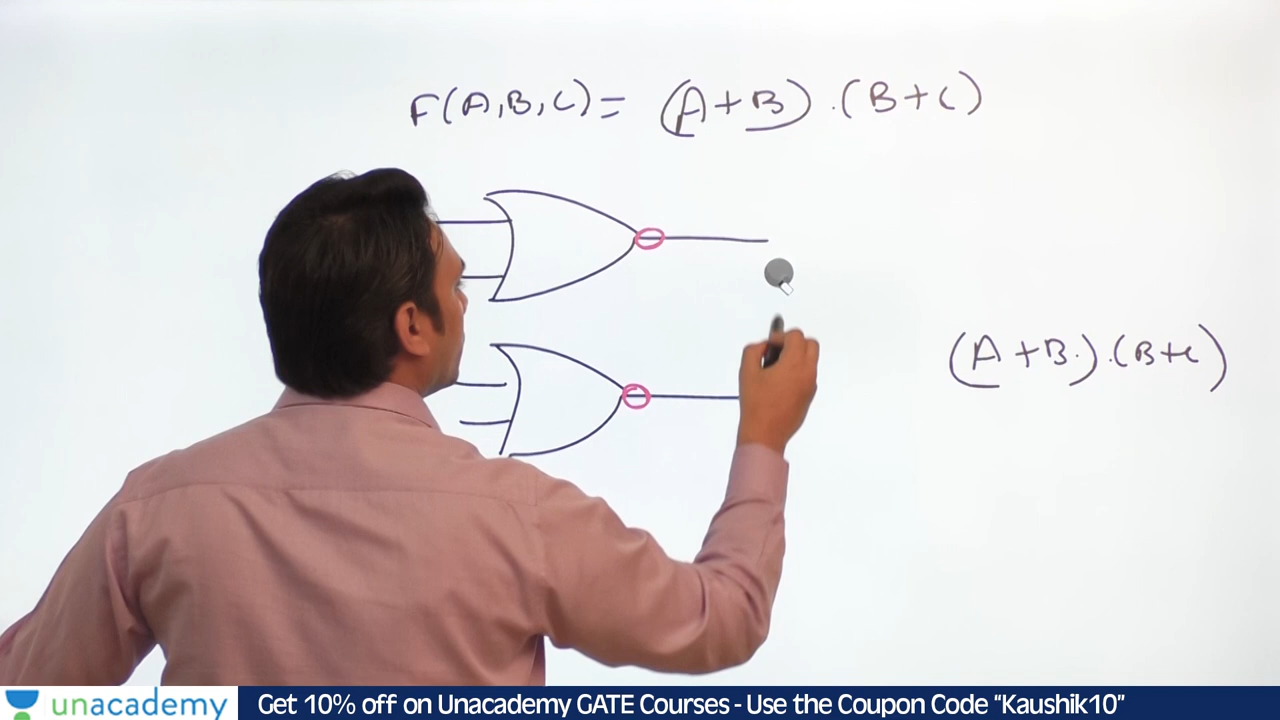 F(A,B,C)= (A+B).(B+C)
(A+B.).(B+C)
unacademy
Get 10% off on Unacademy GATE Courses - Use the Coupon Code “Kaushik10”